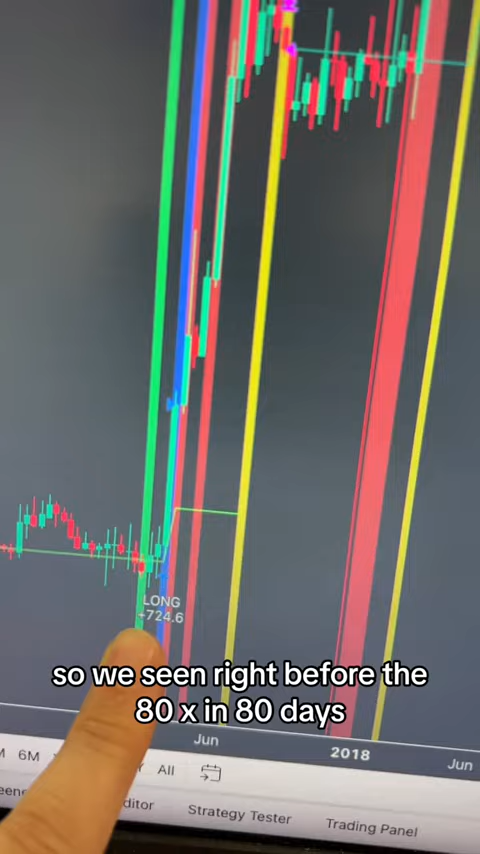 LONG
+724.6
so we seen right before the
80 x in 80 days
Jun
2018
Jun
6M
All
Strategy Tester
Trading Panel